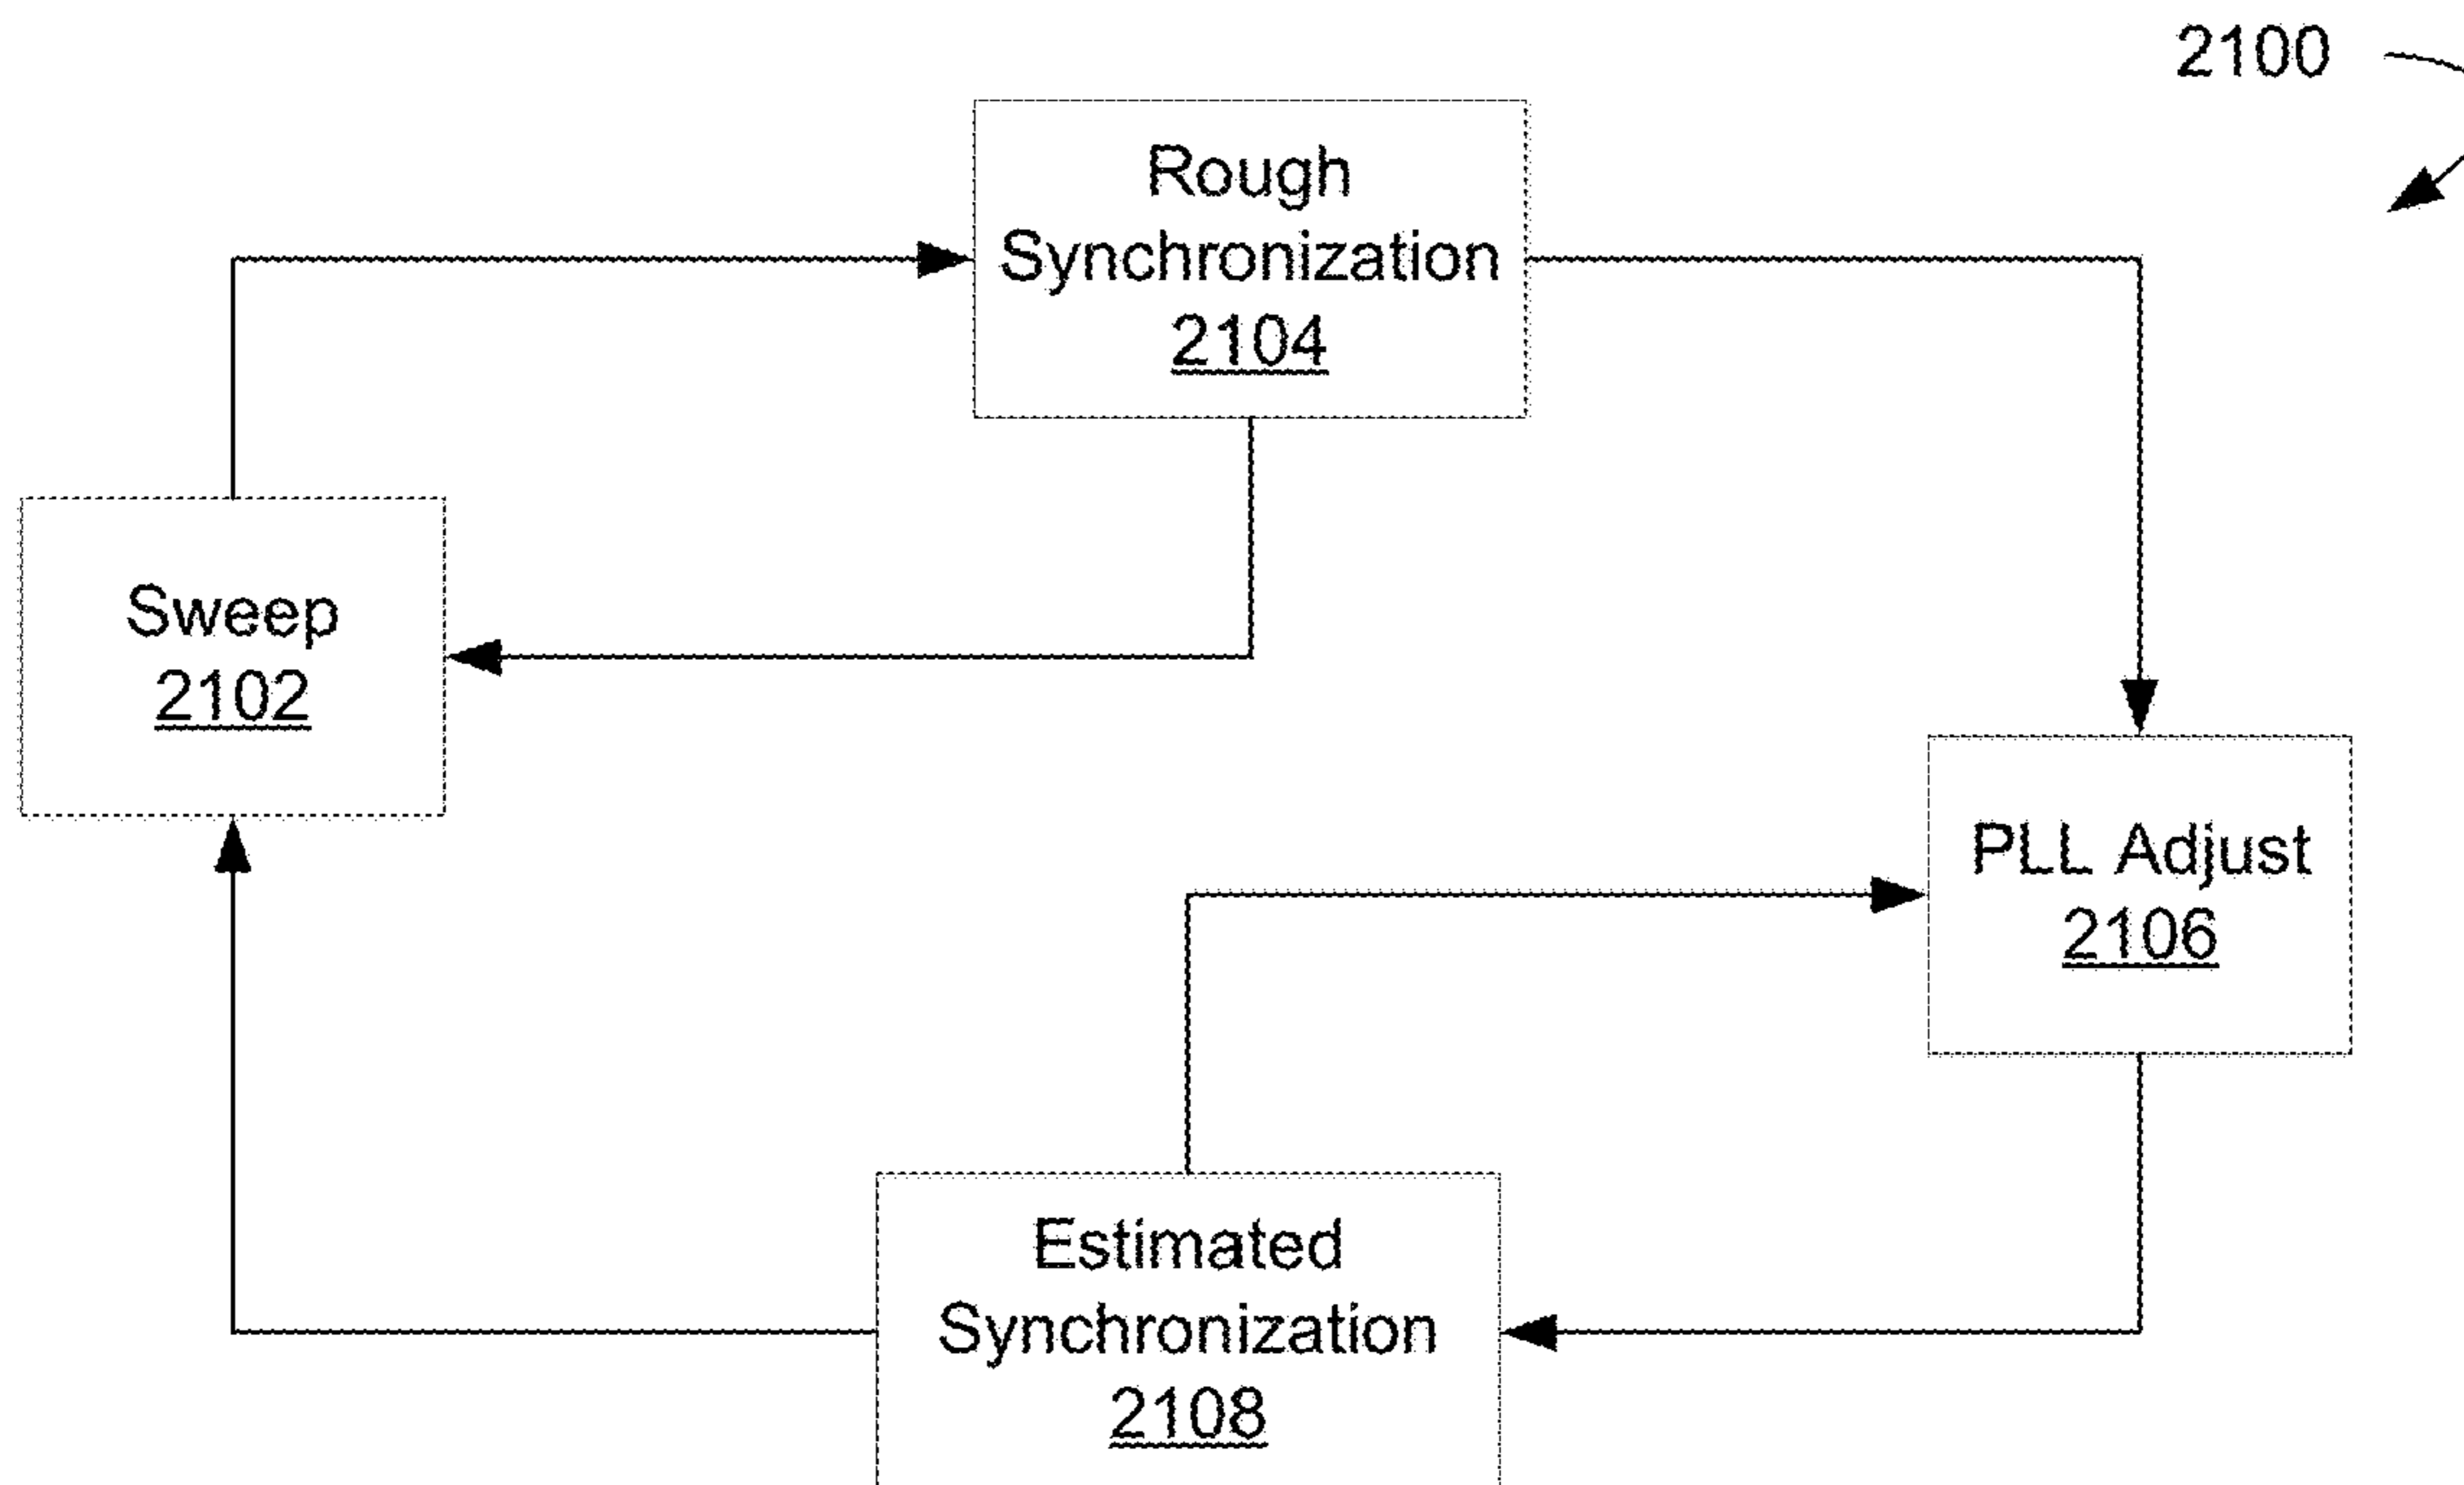 2100
Rough
Synchronization
2104
Sweep
2102
PLL Adjust
2106
Estimated
Synchronization
2108